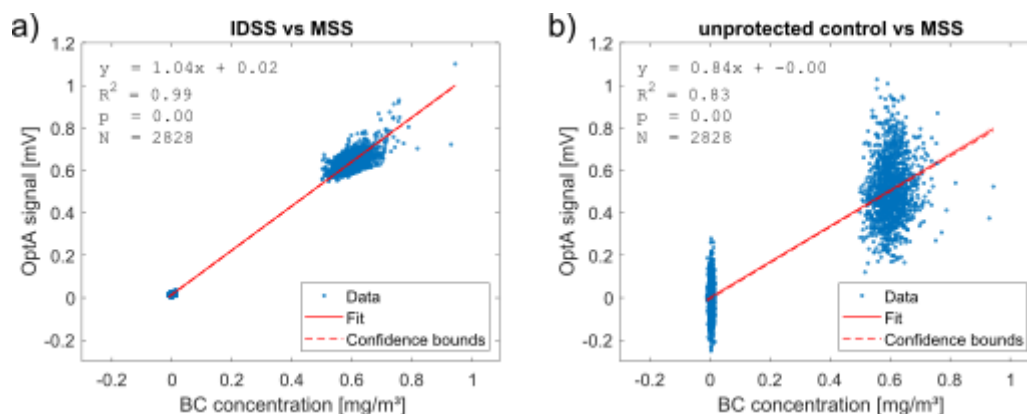 a)
IDSS vs MSS
y = 1.04x + 0.02
R² = 0.99
p = 0.00
N = 2828
1.2
1
0.8
0.6
0.4
0.2
0
-0.2
OptA signal [mV]
Data
Fit
Confidence bounds
-0.2 0 0.2 0.4 0.6 0.8 1
BC concentration [mg/m³]
b)
unprotected control vs MSS
y = 0.84x + -0.00
R² = 0.83
p = 0.00
N = 2828
1.2
1
0.8
0.6
0.4
0.2
0
-0.2
OptA signal [mV]
Data
Fit
Confidence bounds
-0.2 0 0.2 0.4 0.6 0.8 1
BC concentration [mg/m³]